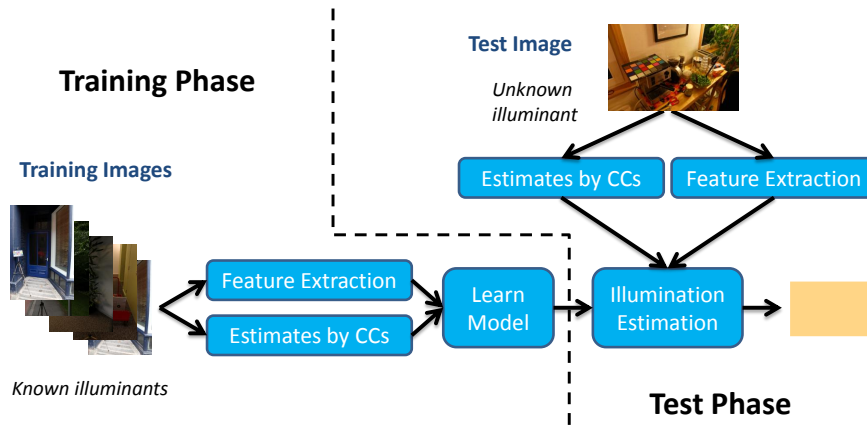 Training Phase
Test Image
Unknown
illuminant
Training Images
Estimates by CCs
Feature Extraction
Feature Extraction
Estimates by CCs
Learn
Model
Illumination
Estimation
Known illuminants
Test Phase